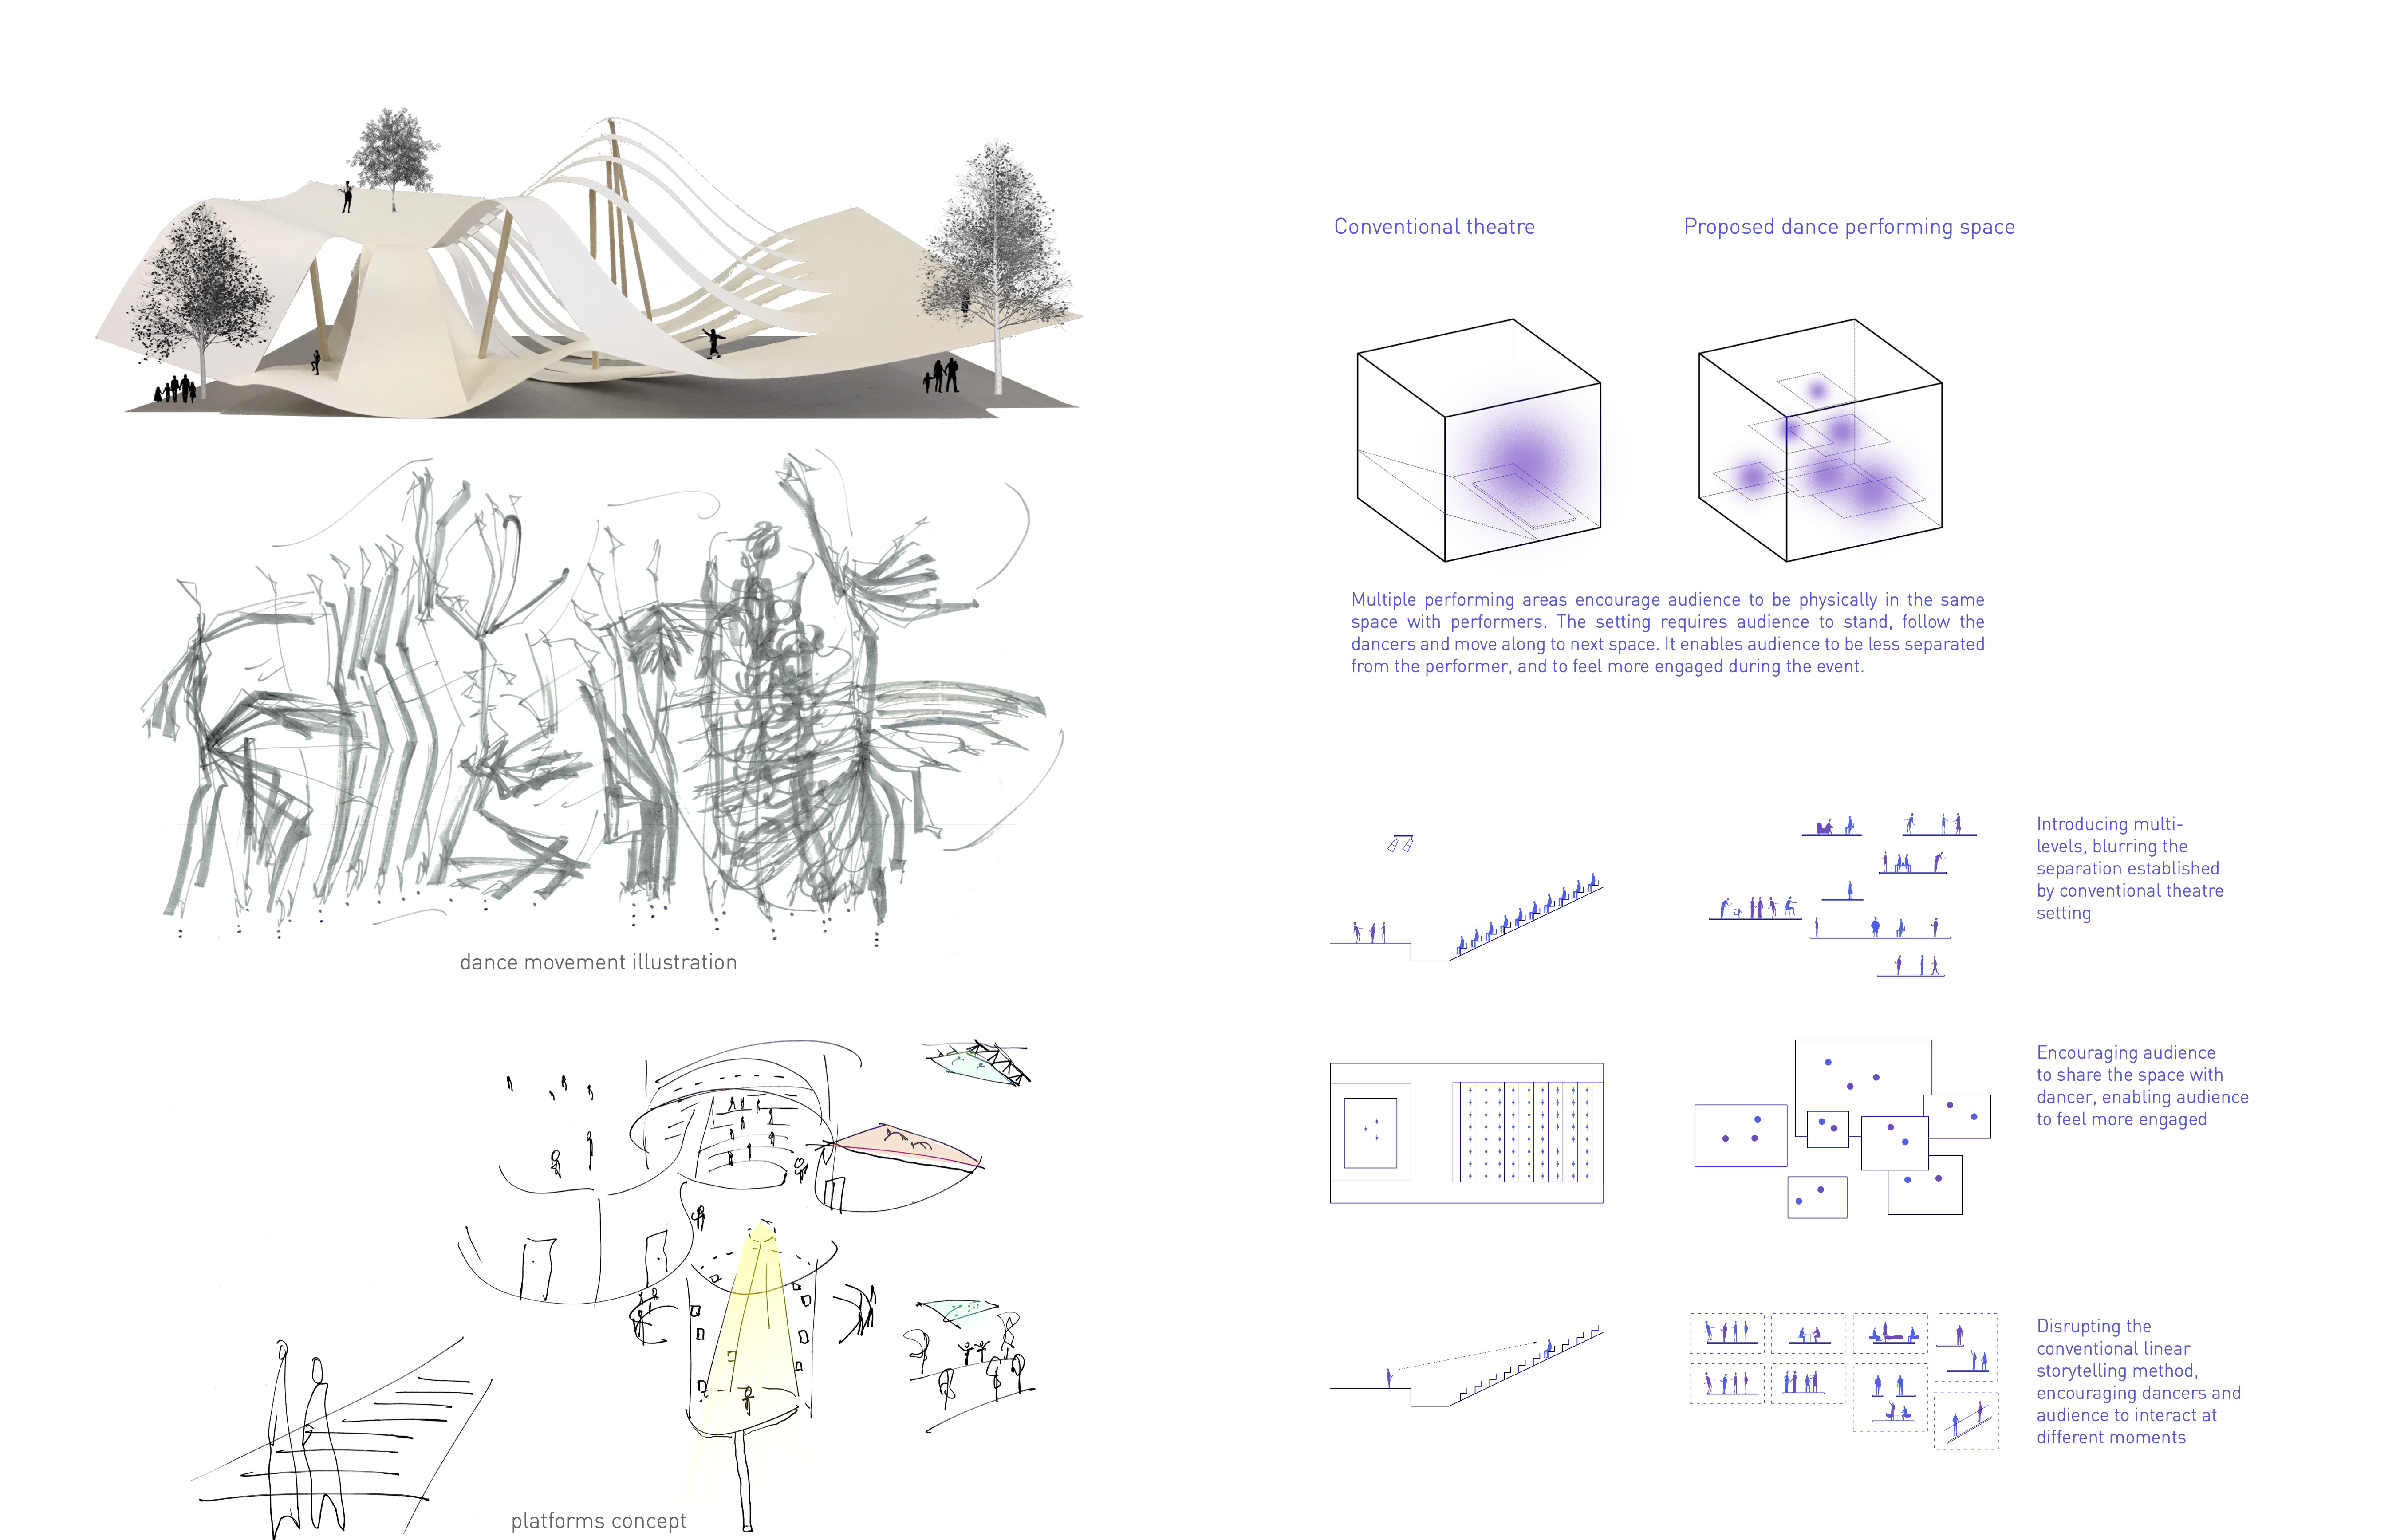 Conventional theatre
Proposed dance performing space
Multiple performing areas encourage audience to be physically in the same
space with performers. The setting requires audience to stand, follow the
dancers and move along to next space. It enables audience to be less separated
from the performer, and to feel more engaged during the event.
dance movement illustration
Introducing multi-
levels, blurring the
separation established
by conventional theatre
setting
Encouraging audience
to share the space with
dancer, enabling audience
to feel more engaged
Disrupting the
conventional linear
storytelling method,
encouraging dancers and
audience to interact at
different moments
platforms concept